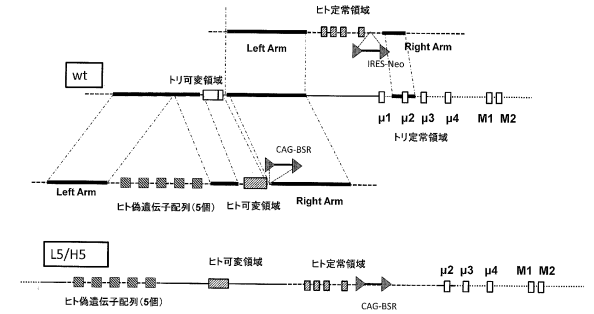 ヒト定常領域
Left Arm
Right Arm
IRES-Neo
wt
トリ可変領域
μ1 μ2 μ3 μ4 M1 M2
トリ定常領域
CAG-BSR
Left Arm
ヒト偽遺伝子配列(5個)
ヒト可変領域
Right Arm
L5/H5
ヒト可変領域
ヒト定常領域
μ2 μ3 μ4 M1 M2
ヒト偽遺伝子配列(5個)
CAG-BSR